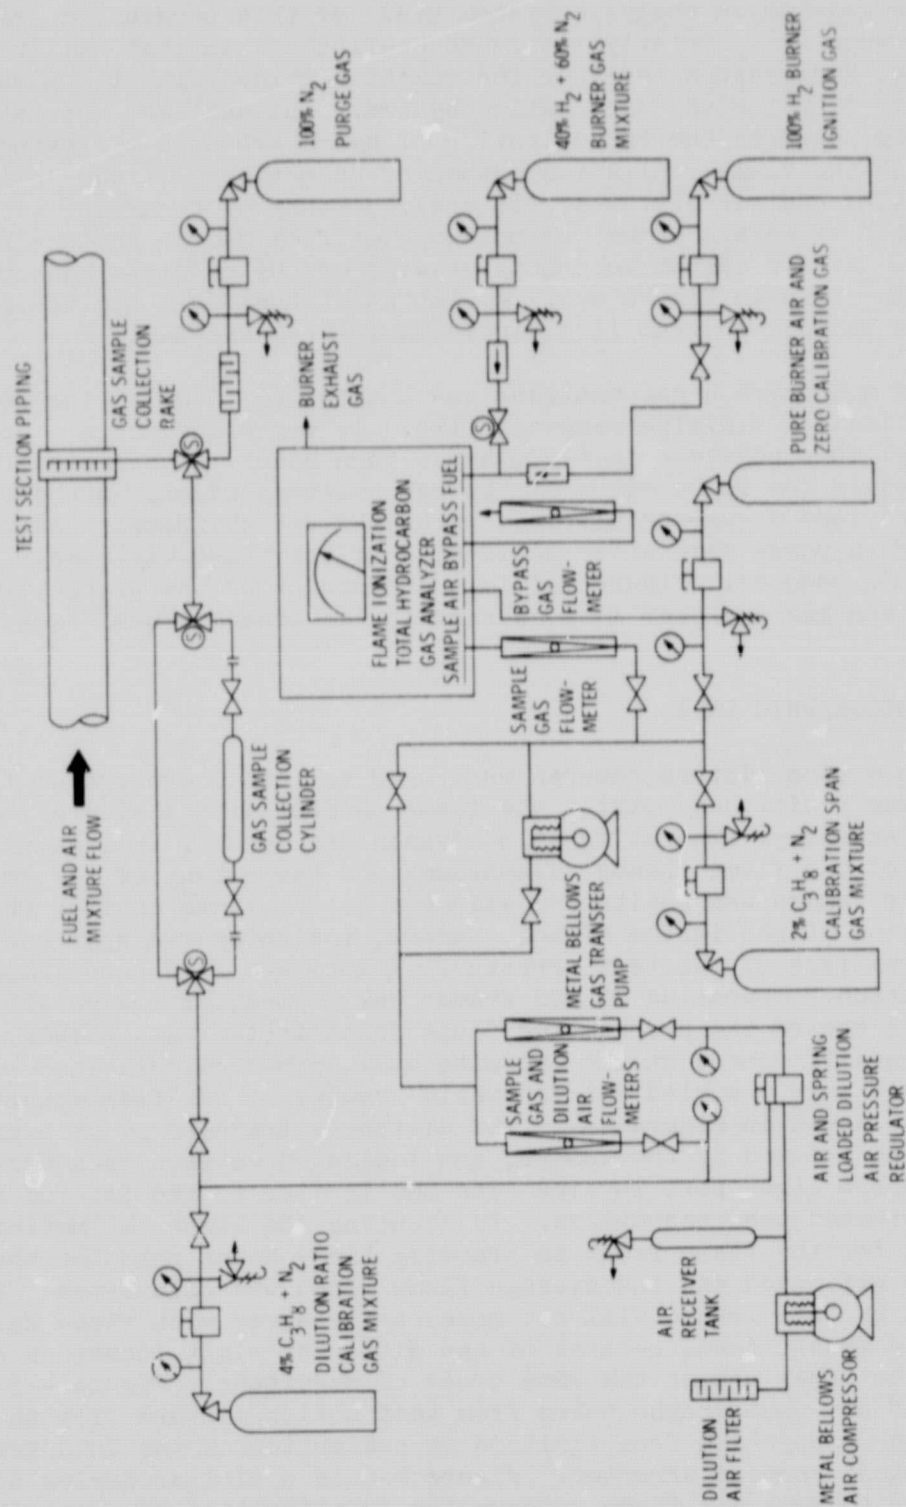 TEST SECTION PIPING
FUEL AND AIR
MIXTURE FLOW
GAS SAMPLE
COLLECTION
RAKE
100% N2
PURGE GAS
40% H2 + 60% N2
BURNER GAS
MIXTURE
100% H2 BURNER
IGNITION GAS
S
S
S
S
GAS SAMPLE
COLLECTION
CYLINDER
BURNER
EXHAUST
GAS
FLAME IONIZATION
TOTAL HYDROCARBON
GAS ANALYZER
SAMPLE AIR BYPASS FUEL
BYPASS
GAS
FLOW-
METER
SAMPLE
GAS
FLOW-
METER
PURE BURNER AIR AND
ZERO CALIBRATION GAS
METAL BELLOWS
GAS TRANSFER
PUMP
2% C3H8 + N2
CALIBRATION SPAN
GAS MIXTURE
SAMPLE
GAS AND
DILUTION
AIR
FLOW-
METERS
4% C3H8 + N2
DILUTION RATIO
CALIBRATION
GAS MIXTURE
AIR AND SPRING
LOADED DILUTION
AIR PRESSURE
REGULATOR
AIR
RECEIVER
TANK
DILUTION
AIR FILTER
METAL BELLOWS
AIR COMPRESSOR